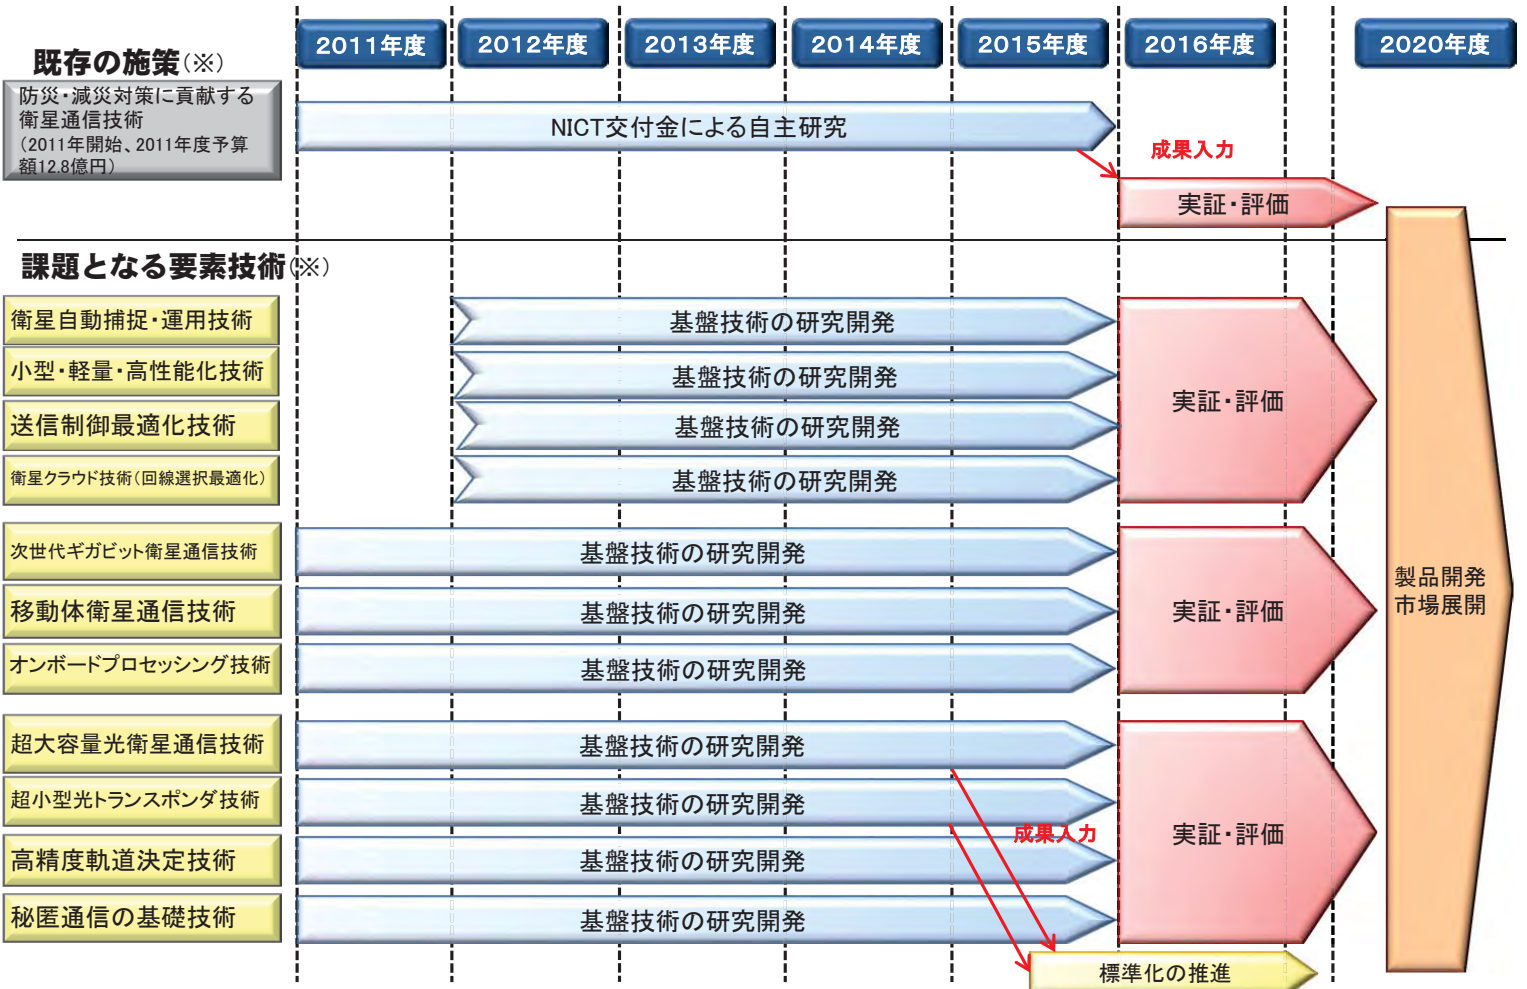 2011年度
2012年度
2013年度
2014年度
2015年度
2016年度
2020年度
既存の施策(※)
防災・減災対策に貢献する
衛星通信技術
(2011年開始、2011年度予算
額12.8億円)
NICT交付金による自主研究
成果入力
実証・評価
課題となる要素技術(※)
衛星自動捕捉・運用技術
基盤技術の研究開発
小型・軽量・高性能化技術
基盤技術の研究開発
実証・評価
送信制御最適化技術
基盤技術の研究開発
衛星クラウド技術(回線選択最適化)
基盤技術の研究開発
次世代ギガビット衛星通信技術
基盤技術の研究開発
製品開発
市場展開
移動体衛星通信技術
基盤技術の研究開発
実証・評価
オンボードプロセッシング技術
基盤技術の研究開発
超大容量光衛星通信技術
基盤技術の研究開発
超小型光トランスポンダ技術
基盤技術の研究開発
成果入力
実証・評価
高精度軌道決定技術
基盤技術の研究開発
秘匿通信の基礎技術
基盤技術の研究開発
標準化の推進